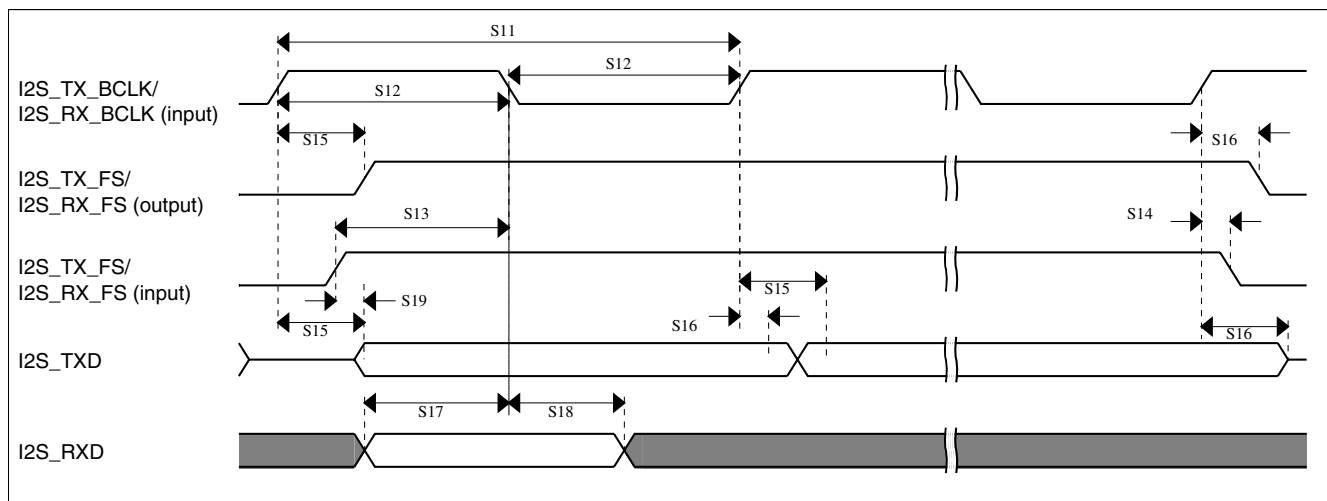 S11
S12
I2S_TX_BCLK/
I2S_RX_BCLK (input)
S12
S15
S16
I2S_TX_FS/
I2S_RX_FS (output)
S13
S14
I2S_TX_FS/
I2S_RX_FS (input)
S15
S19
S16
S15
S16
I2S_TXD
S17
S18
I2S_RXD